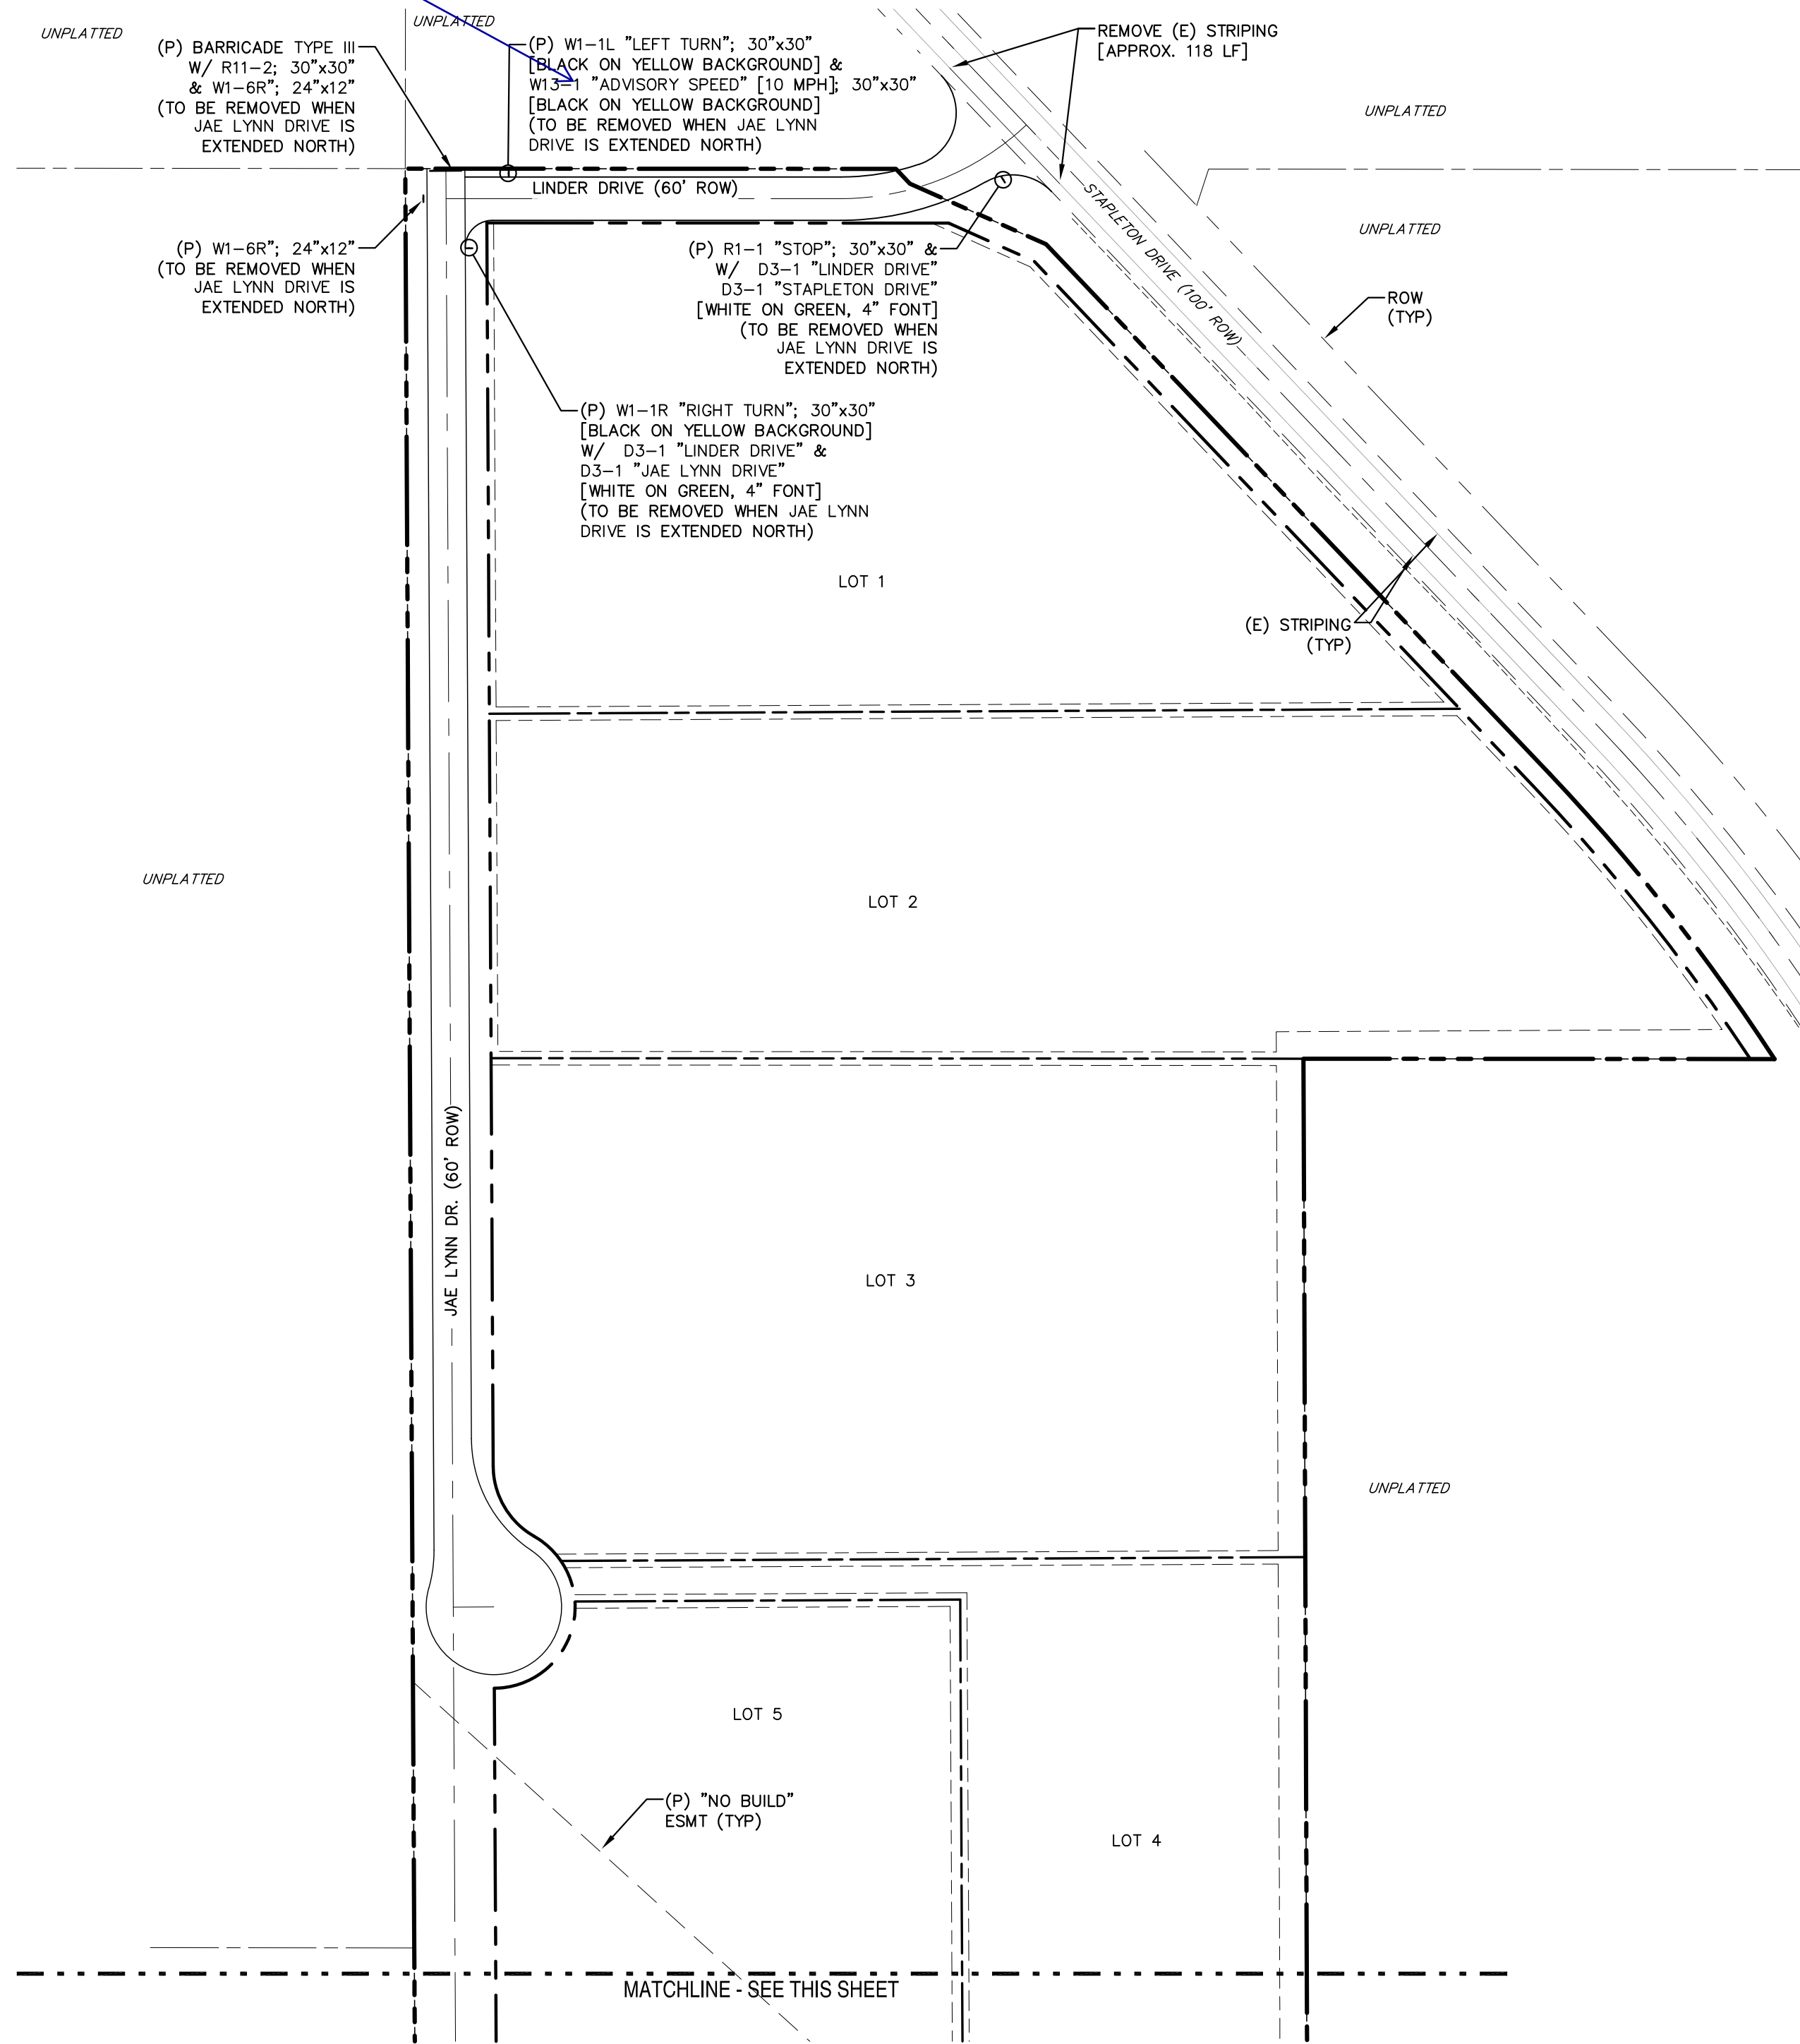 UNPLATTED
UNPLATTED
(P) BARRICADE TYPE III
W/ R11-2; 30"x30"
& W1-6R"; 24"x12"
(TO BE REMOVED WHEN
JAE LYNN DRIVE IS
EXTENDED NORTH)
(P) W1-1L "LEFT TURN"; 30"x30"
[BLACK ON YELLOW BACKGROUND] &
W13-1 "ADVISORY SPEED" [10 MPH]; 30"x30"
[BLACK ON YELLOW BACKGROUND]
(TO BE REMOVED WHEN JAE LYNN
DRIVE IS EXTENDED NORTH)
REMOVE (E) STRIPING
[APPROX. 118 LF]
UNPLATTED
LINDER DRIVE (60' ROW)
STAPLETON DRIVE (100' ROW)
UNPLATTED
(P) W1-6R"; 24"x12"
(TO BE REMOVED WHEN
JAE LYNN DRIVE IS
EXTENDED NORTH)
(P) R1-1 "STOP"; 30"x30" &
W/ D3-1 "LINDER DRIVE"
D3-1 "STAPLETON DRIVE"
[WHITE ON GREEN, 4" FONT]
(TO BE REMOVED WHEN
JAE LYNN DRIVE IS
EXTENDED NORTH)
ROW
(TYP)
(P) W1-1R "RIGHT TURN"; 30"x30"
[BLACK ON YELLOW BACKGROUND]
W/ D3-1 "LINDER DRIVE" &
D3-1 "JAE LYNN DRIVE"
[WHITE ON GREEN, 4" FONT]
(TO BE REMOVED WHEN JAE LYNN
DRIVE IS EXTENDED NORTH)
LOT 1
(E) STRIPING
(TYP)
UNPLATTED
LOT 2
JAE LYNN DR. (60' ROW)
LOT 3
UNPLATTED
LOT 5
(P) "NO BUILD"
ESMT (TYP)
LOT 4
MATCHLINE - SEE THIS SHEET